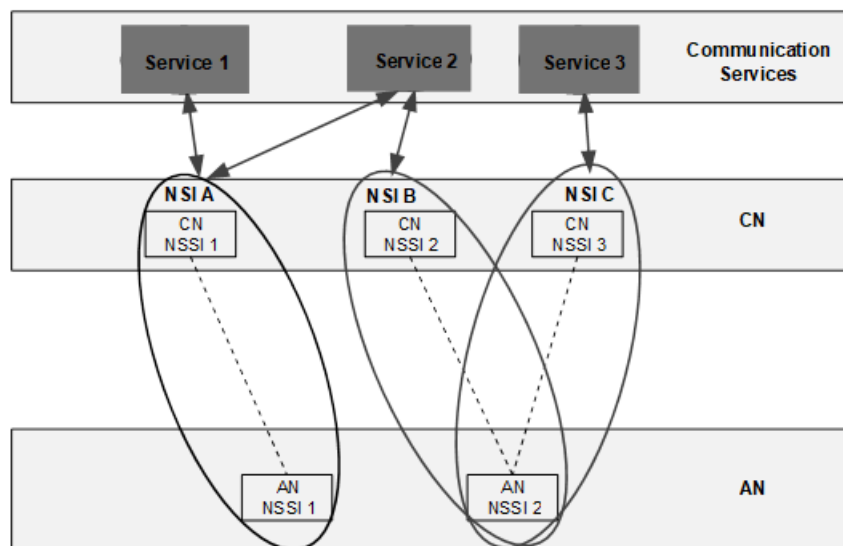 Service 1
Service 2
Service 3
Communication
Services
NSI A
NSI B
NSI C
CN
NSSI 1
CN
NSSI 2
CN
NSSI 3
CN
AN
NSSI 1
AN
NSSI 2
AN